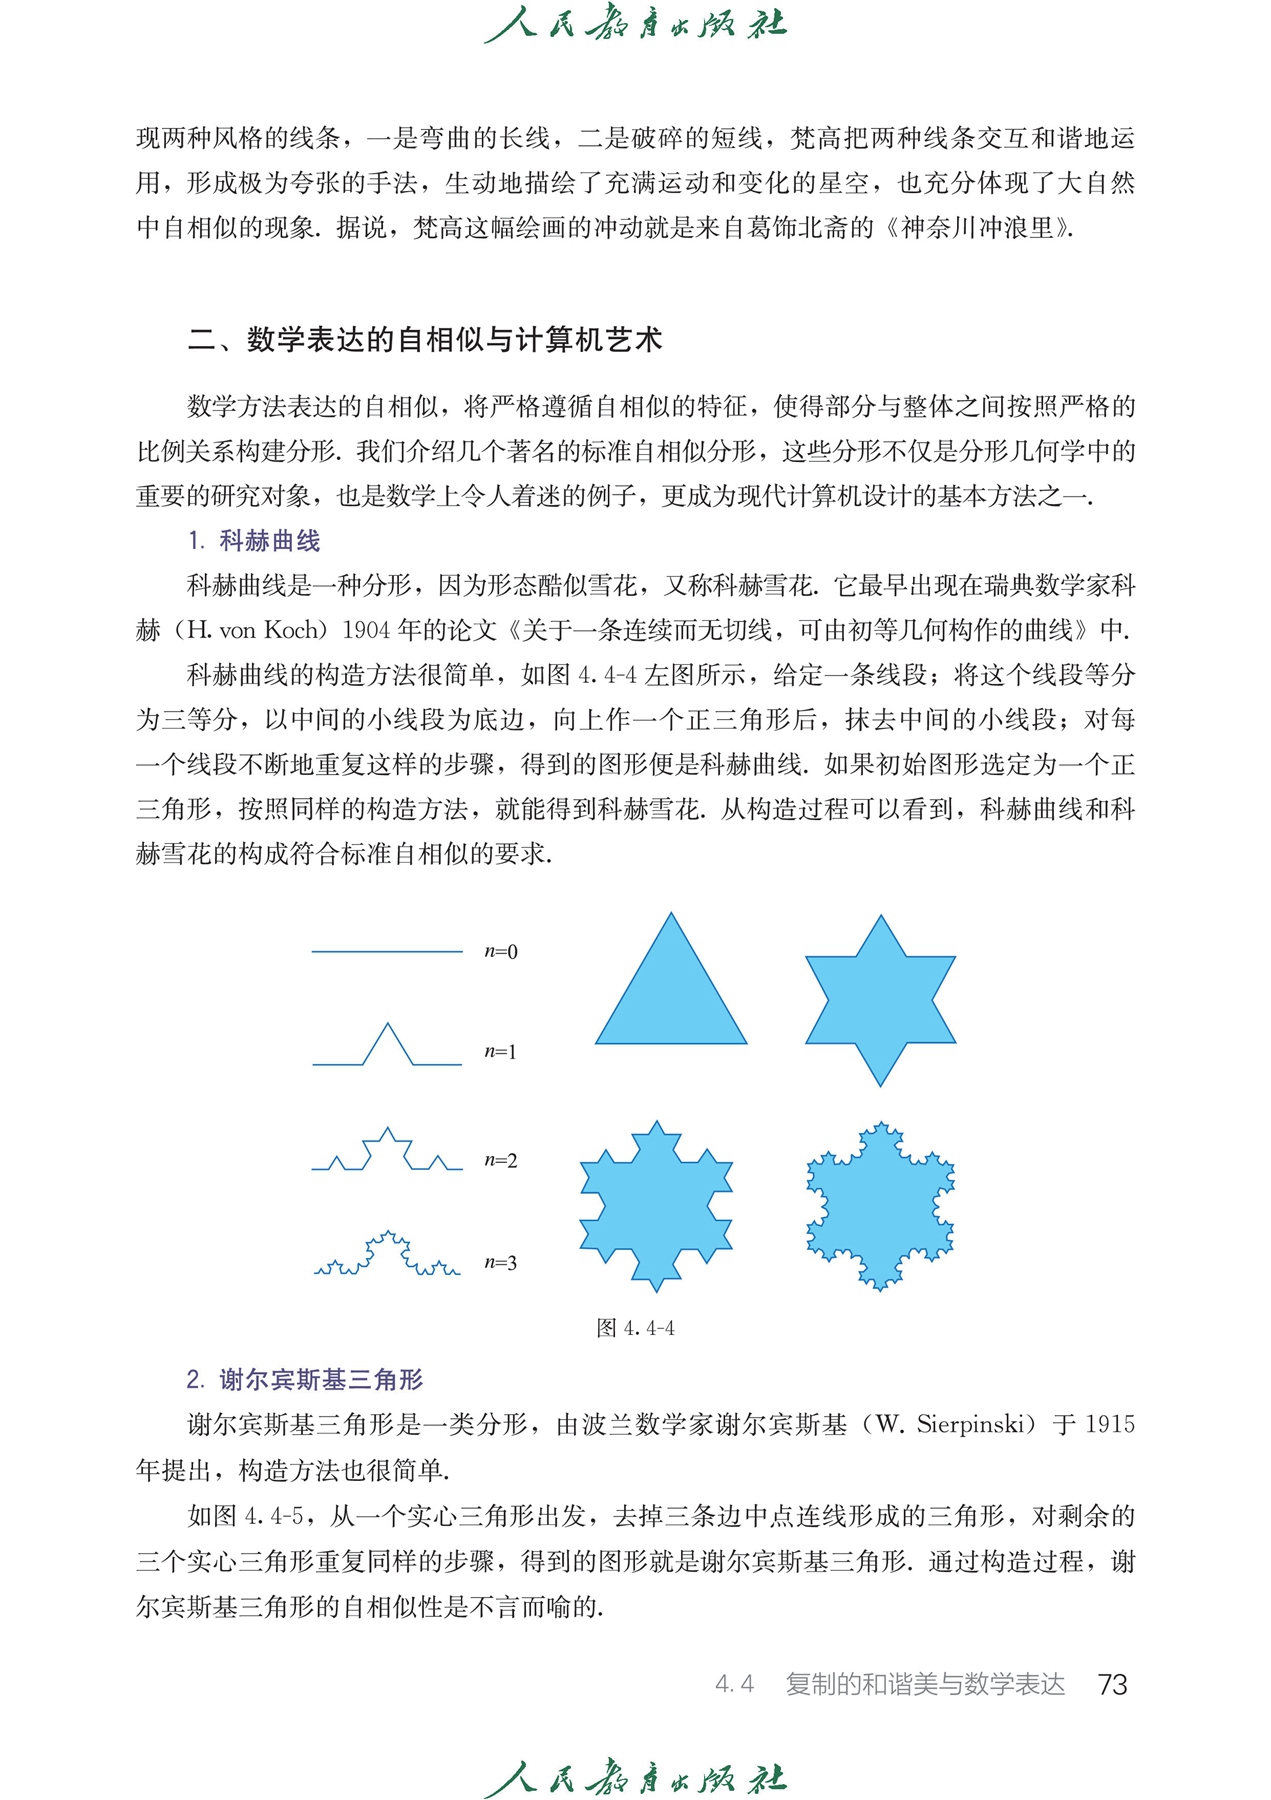 人民教育出版社
现两种风格的线条，一是弯曲的长线，二是破碎的短线，梵高把两种线条交互和谐地运
用，形成极为夸张的手法，生动地描绘了充满运动和变化的星空，也充分体现了大自然
中自相似的现象. 据说，梵高这幅绘画的冲动就是来自葛饰北斋的《神奈川冲浪里》.
二、数学表达的自相似与计算机艺术
数学方法表达的自相似，将严格遵循自相似的特征，使得部分与整体之间按照严格的
比例关系构建分形. 我们介绍几个著名的标准自相似分形，这些分形不仅是分形几何学中的
重要的研究对象，也是数学上令人着迷的例子，更成为现代计算机设计的基本方法之一.
1. 科赫曲线
科赫曲线是一种分形，因为形态酷似雪花，又称科赫雪花. 它最早出现在瑞典数学家科
赫（H. von Koch）1904 年的论文《关于一条连续而无切线，可由初等几何构作的曲线》中.
科赫曲线的构造方法很简单，如图 4.4-4 左图所示，给定一条线段；将这个线段等分
为三等分，以中间的小线段为底边，向上作一个正三角形后，抹去中间的小线段；对每
一个线段不断地重复这样的步骤，得到的图形便是科赫曲线. 如果初始图形选定为一个正
三角形，按照同样的构造方法，就能得到科赫雪花. 从构造过程可以看到，科赫曲线和科
赫雪花的构成符合标准自相似的要求.
n=0
n=1
n=2
n=3
图 4.4-4
2. 谢尔宾斯基三角形
谢尔宾斯基三角形是一类分形，由波兰数学家谢尔宾斯基（W. Sierpinski）于 1915
年提出，构造方法也很简单.
如图 4.4-5，从一个实心三角形出发，去掉三条边中点连线形成的三角形，对剩余的
三个实心三角形重复同样的步骤，得到的图形就是谢尔宾斯基三角形. 通过构造过程，谢
尔宾斯基三角形的自相似性是不言而喻的.
4.4 复制的和谐美与数学表达 73
人民教育出版社